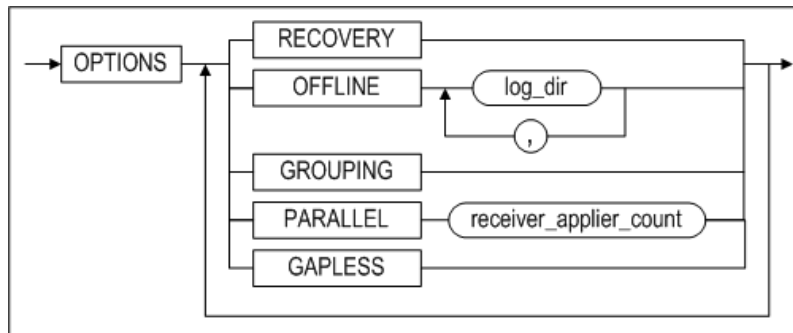 OPTIONS
RECOVERY
OFFLINE log_dir
,
GROUPING
PARALLEL receiver_applier_count
GAPLESS